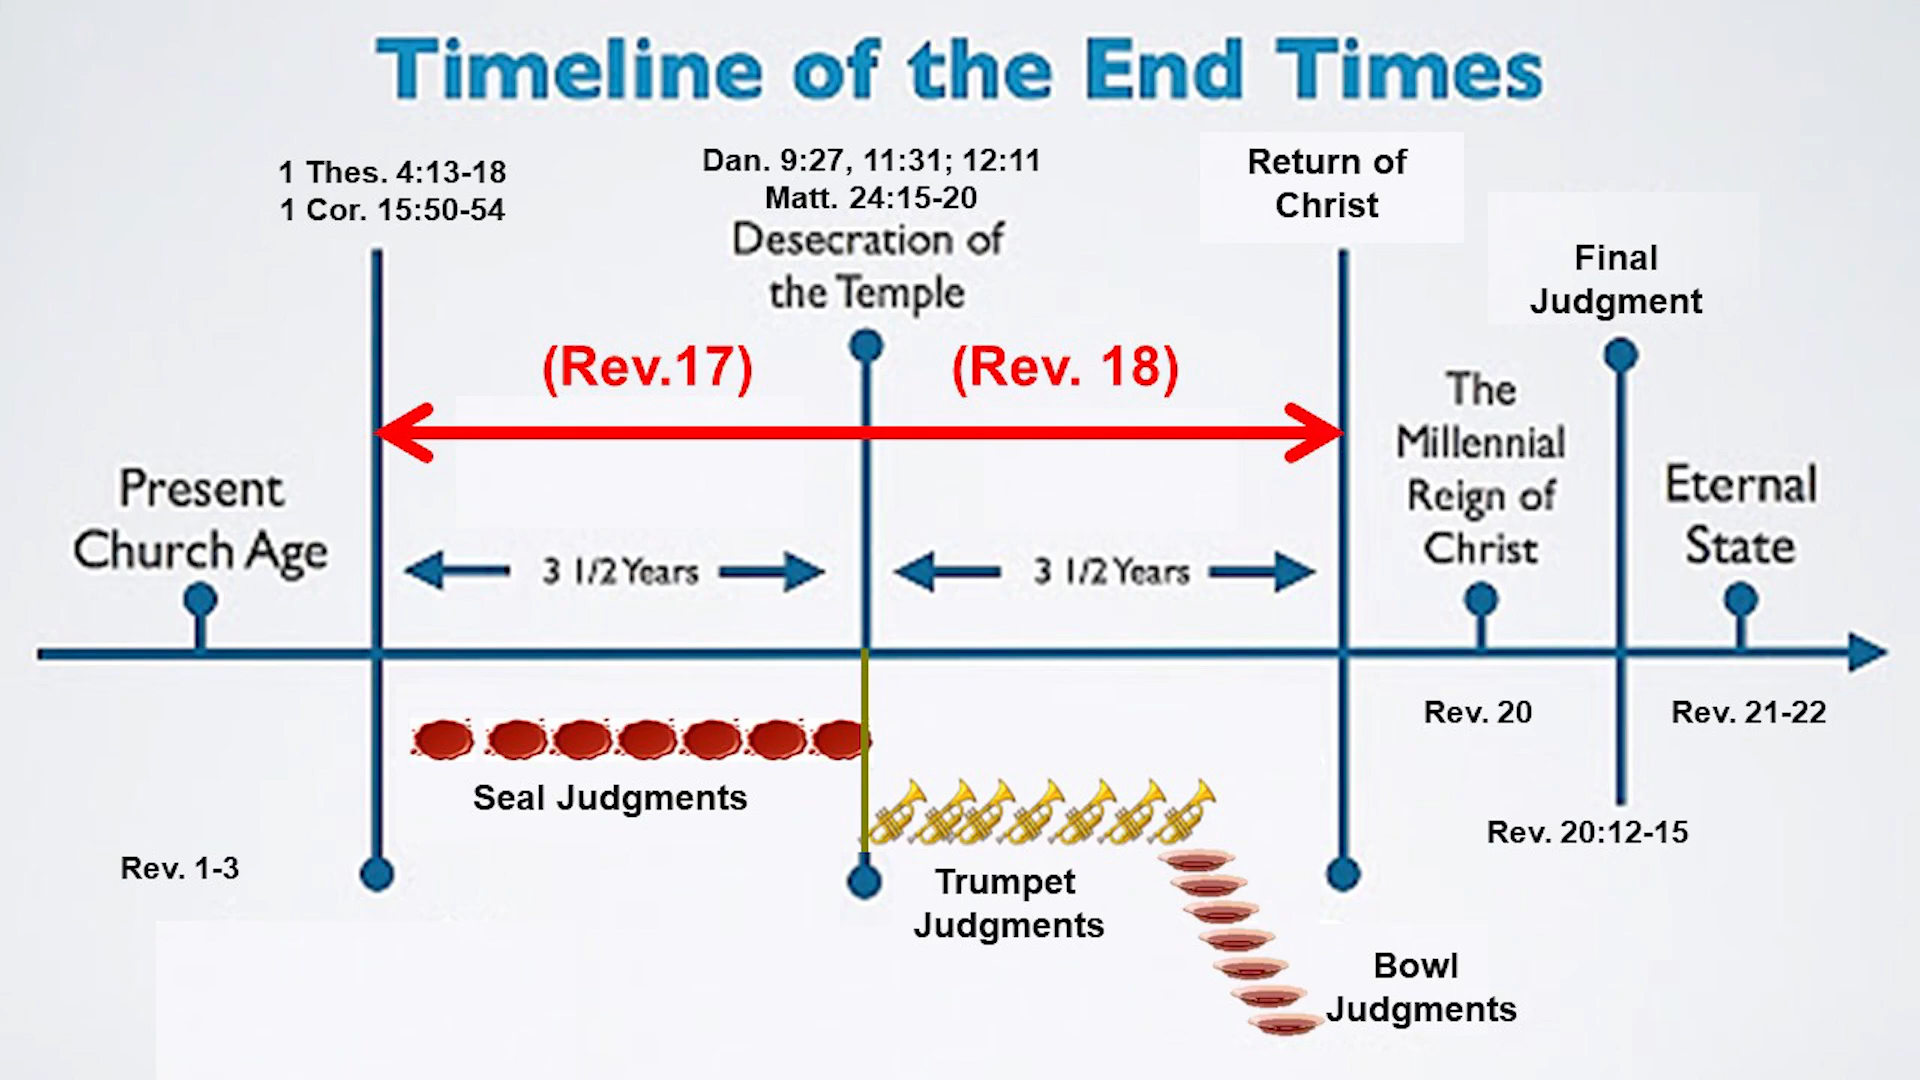 Timeline of the End Times
1 Thes. 4:13-18
1 Cor. 15:50-54
Dan. 9:27, 11:31; 12:11
Matt. 24:15-20
Desecration of
the Temple
Return of
Christ
Final
Judgment
(Rev.17)
(Rev. 18)
The
Millennial
Reign of
Christ
Present
Church Age
Eternal
State
3 1/2 Years
3 1/2 Years
Rev. 20
Rev. 21-22
Seal Judgments
Rev. 20:12-15
Rev. 1-3
Trumpet
Judgments
Bowl
Judgments